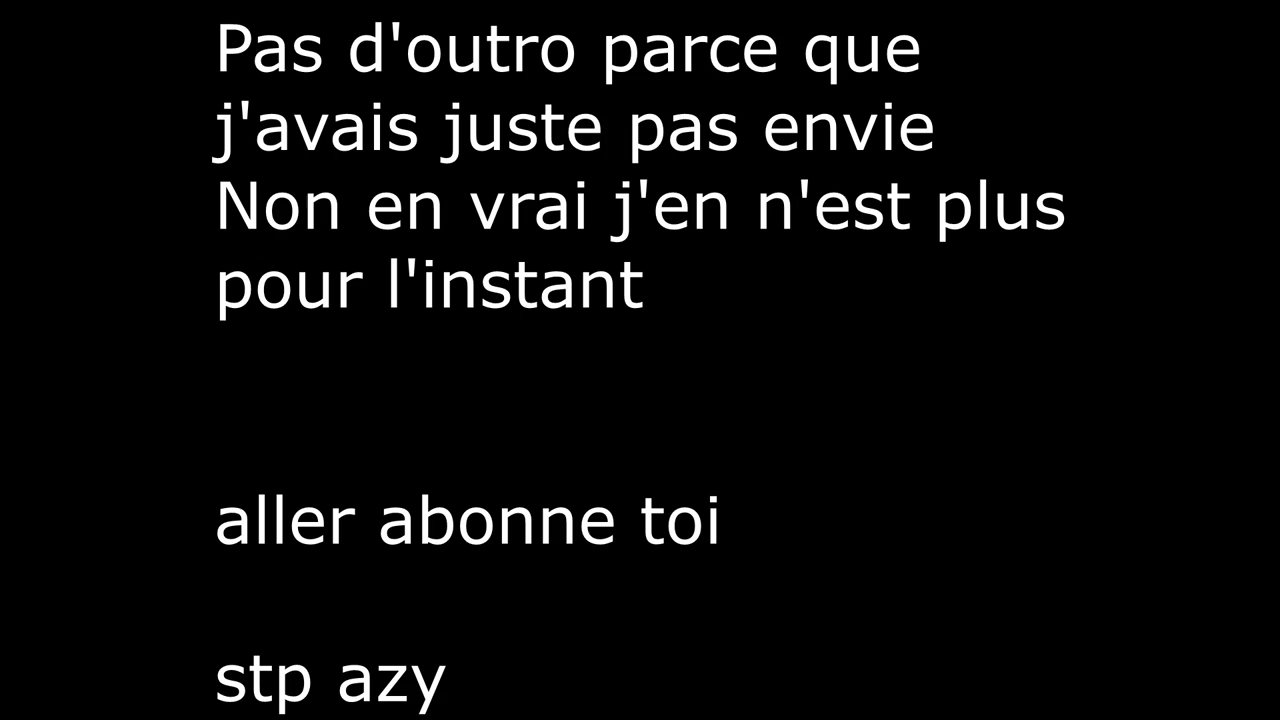 Pas d'outro parce que
j'avais juste pas envie
Non en vrai j'en n'est plus
pour l'instant
aller abonne toi
stp azy